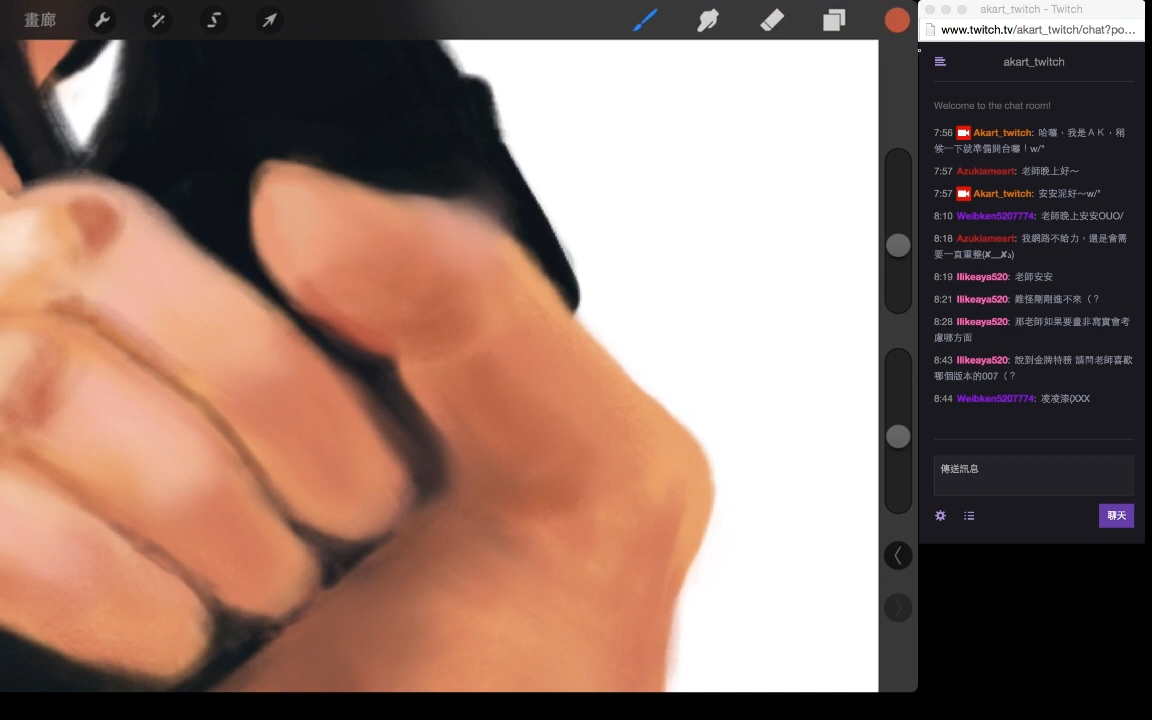 畫廊
akart_twitch - Twitch
www.twitch.tv/akart_twitch/chat?po...
akart_twitch
Welcome to the chat room!
7:56 Akart_twitch: 哈囉，我是ＡＫ，稍
候一下就準備開台囉！w/"
7:57 Azukiameart: 老師晚上好～
7:57 Akart_twitch: 安安泥好～w/"
8:10 Weibken5207774: 老師晚上安安OUO/
8:18 Azukiameart: 我網路不給力，還是會需
要一直重整(✘﹏✘ა)
8:19 Ilikeaya520: 老師安安
8:21 Ilikeaya520: 難怪剛剛進不來（？
8:28 Ilikeaya520: 那老師如果要畫非寫實會考
慮哪方面
8:43 Ilikeaya520: 說到金牌特務 請問老師喜歡
哪個版本的007（？
8:44 Weibken5207774: 凌凌漆(XXX
傳送訊息
聊天